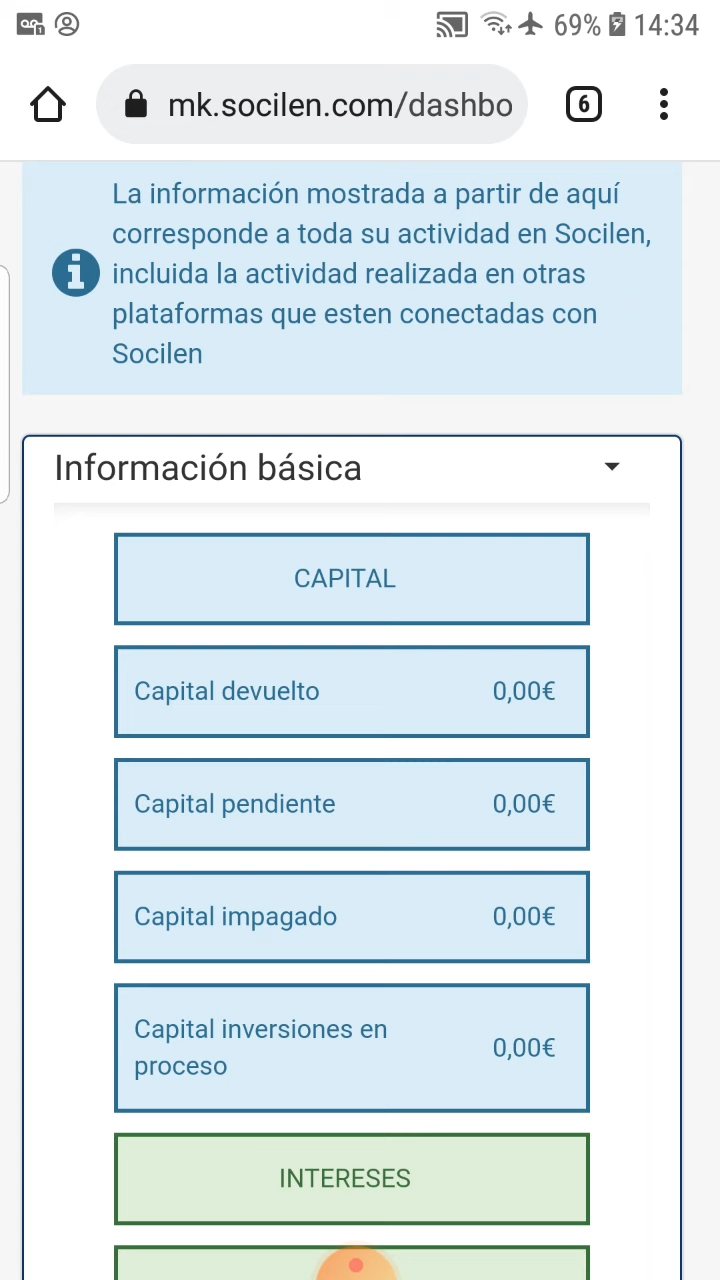 69% 14:34
mk.socilen.com/dashbo 6
La información mostrada a partir de aquí
corresponde a toda su actividad en Socilen,
incluida la actividad realizada en otras
plataformas que esten conectadas con
Socilen
Información básica
CAPITAL
Capital devuelto 0,00€
Capital pendiente 0,00€
Capital impagado 0,00€
Capital inversiones en
proceso 0,00€
INTERESES